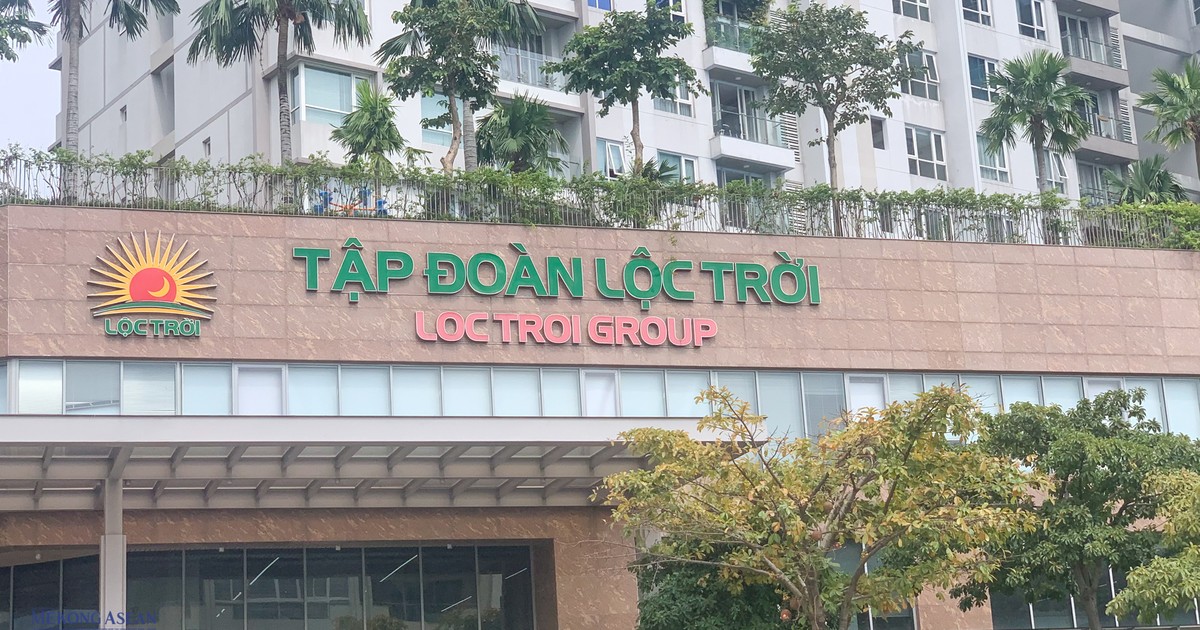 TẬP ĐOÀN LỘC TRỜI
LOC TROI GROUP
LỘC TRỜI
MEKONG ASEAN